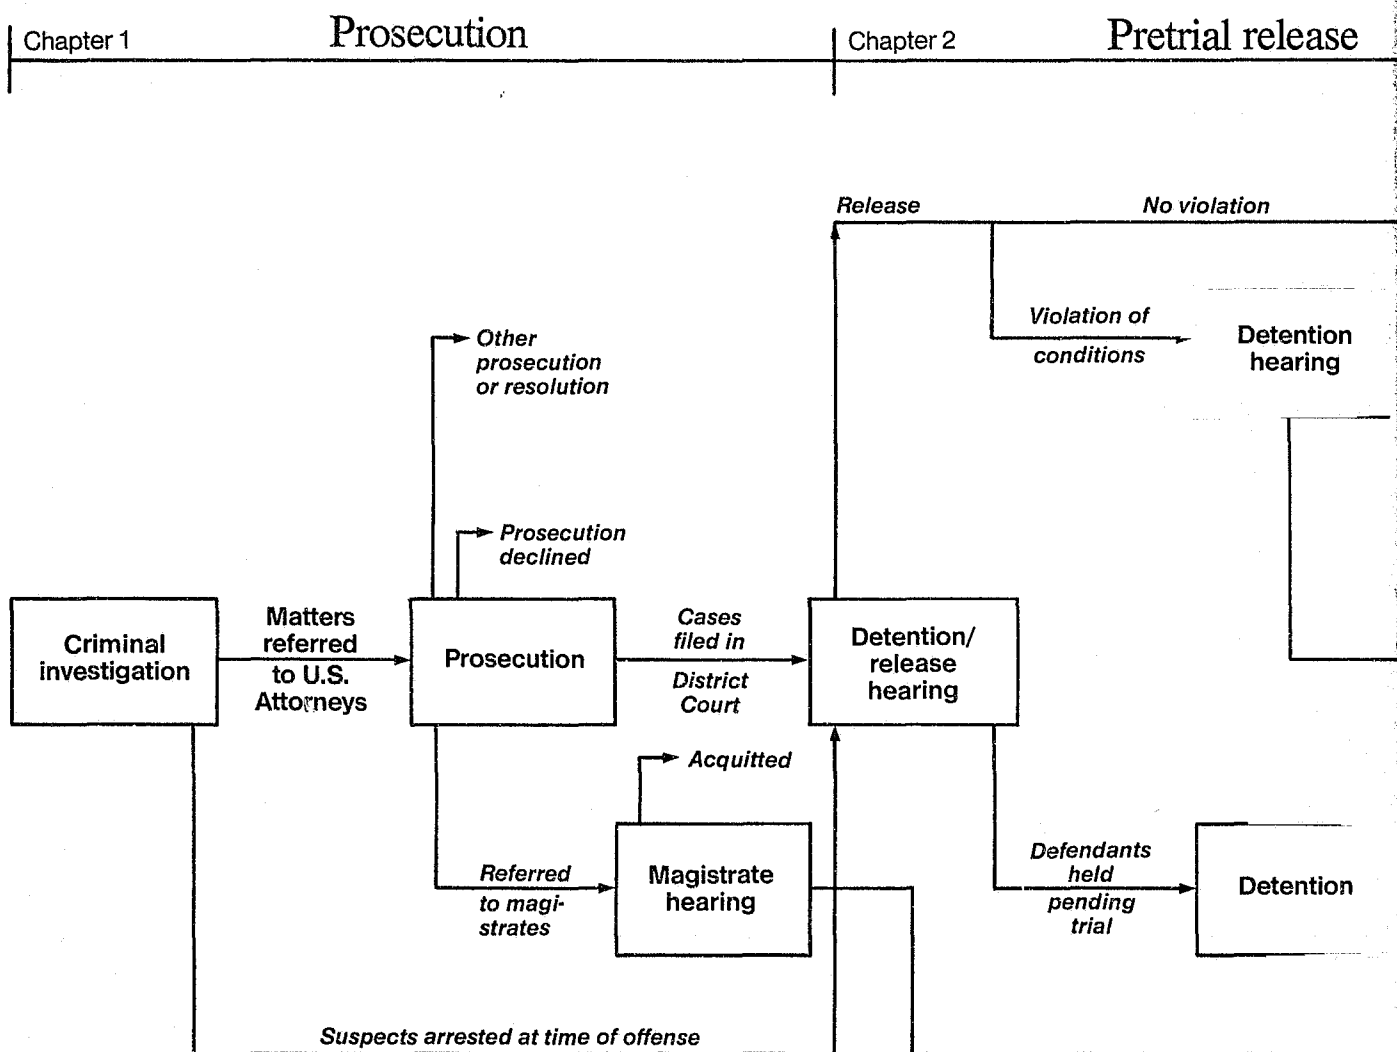 Chapter 1
Prosecution
Chapter 2
Pretrial release
Release
No violation
Violation of
conditions
Detention
hearing
Other
prosecution
or resolution
Prosecution
declined
Criminal
investigation
Matters
referred
to U.S.
Attorneys
Prosecution
Cases
filed in
District
Court
Detention/
release
hearing
Acquitted
Referred
to magi-
strates
Magistrate
hearing
Defendants
held
pending
trial
Detention
Suspects arrested at time of offense